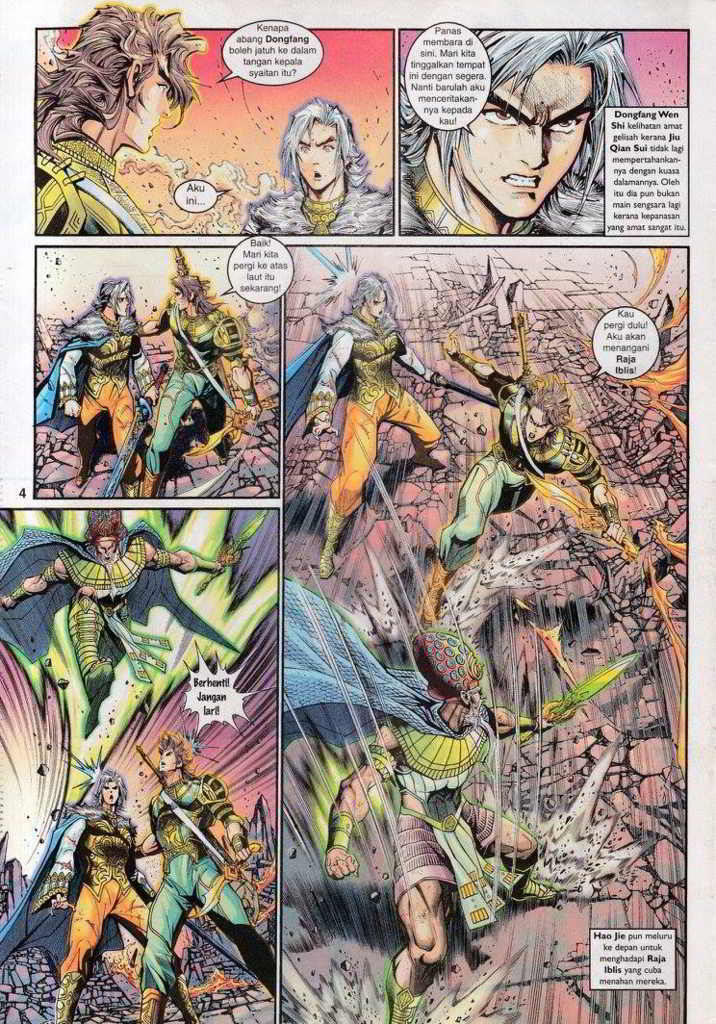 Kenapa
abang Dongfang
boleh jatuh ke dalam
tangan kepala
syaitan itu?
Aku
ini...
Panas
membara di
sini. Mari kita
tinggalkan tempat
ini dengan segera.
Nanti barulah aku
menceritakan-
nya kepada
kau!
Dongfang Wen
Shi kelihatan amat
gelisah kerana Jiu
Qian Sui tidak lagi
mempertahankan-
nya dengan kuasa
dalamannya. Oleh
itu dia pun bukan
main sengsara lagi
kerana kepanasan
yang amat sangat itu.
Baik!
Mari kita
pergi ke atas
laut itu
sekarang!
Kau
pergi dulu!
Aku akan
menangani
Raja
Iblis!
4
Berhenti!
Jangan
lari!
Hao Jie pun meluru
ke depan untuk
menghadapi Raja
Iblis yang cuba
menahan mereka.